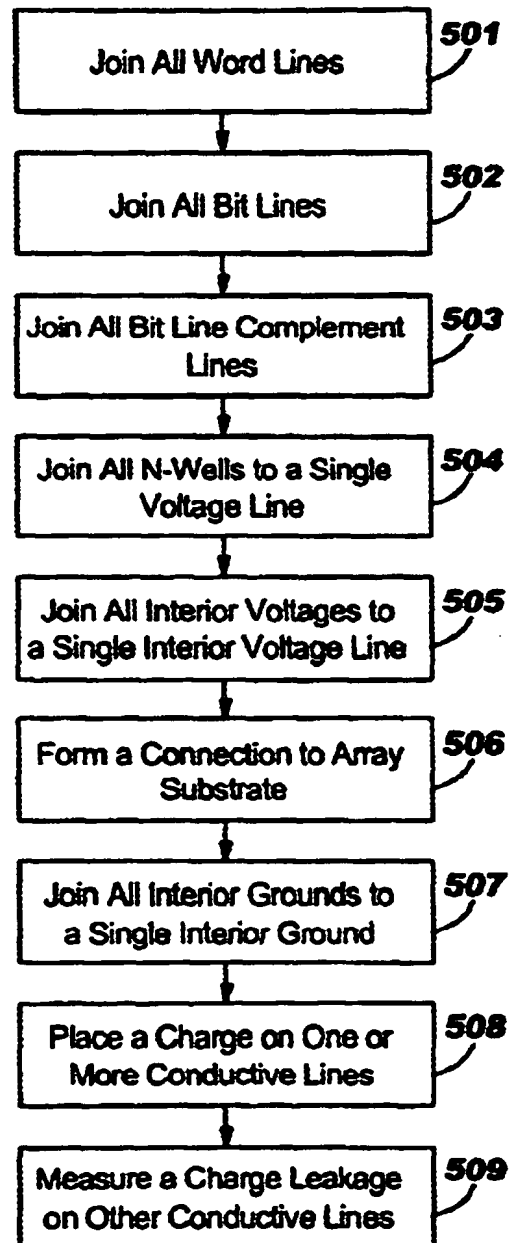 Join All Word Lines
501
Join All Bit Lines
502
Join All Bit Line Complement
Lines
503
Join All N-Wells to a Single
Voltage Line
504
Join All Interior Voltages to
a Single Interior Voltage Line
505
Form a Connection to Array
Substrate
506
Join All Interior Grounds to
a Single Interior Ground
507
Place a Charge on One or
More Conductive Lines
508
Measure a Charge Leakage
on Other Conductive Lines
509